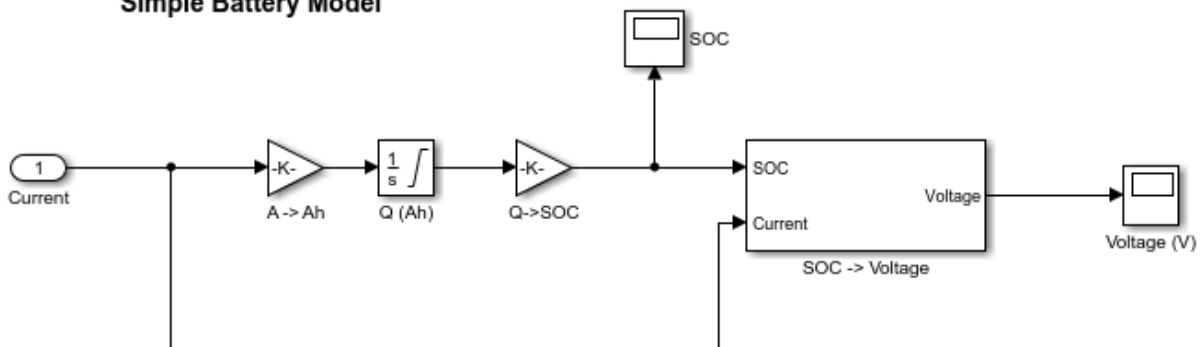 Simple Battery Model
SOC
1
Current
-K-
A -> Ah
1
s
Q (Ah)
-K-
Q->SOC
SOC
Current
Voltage
SOC -> Voltage
Voltage (V)